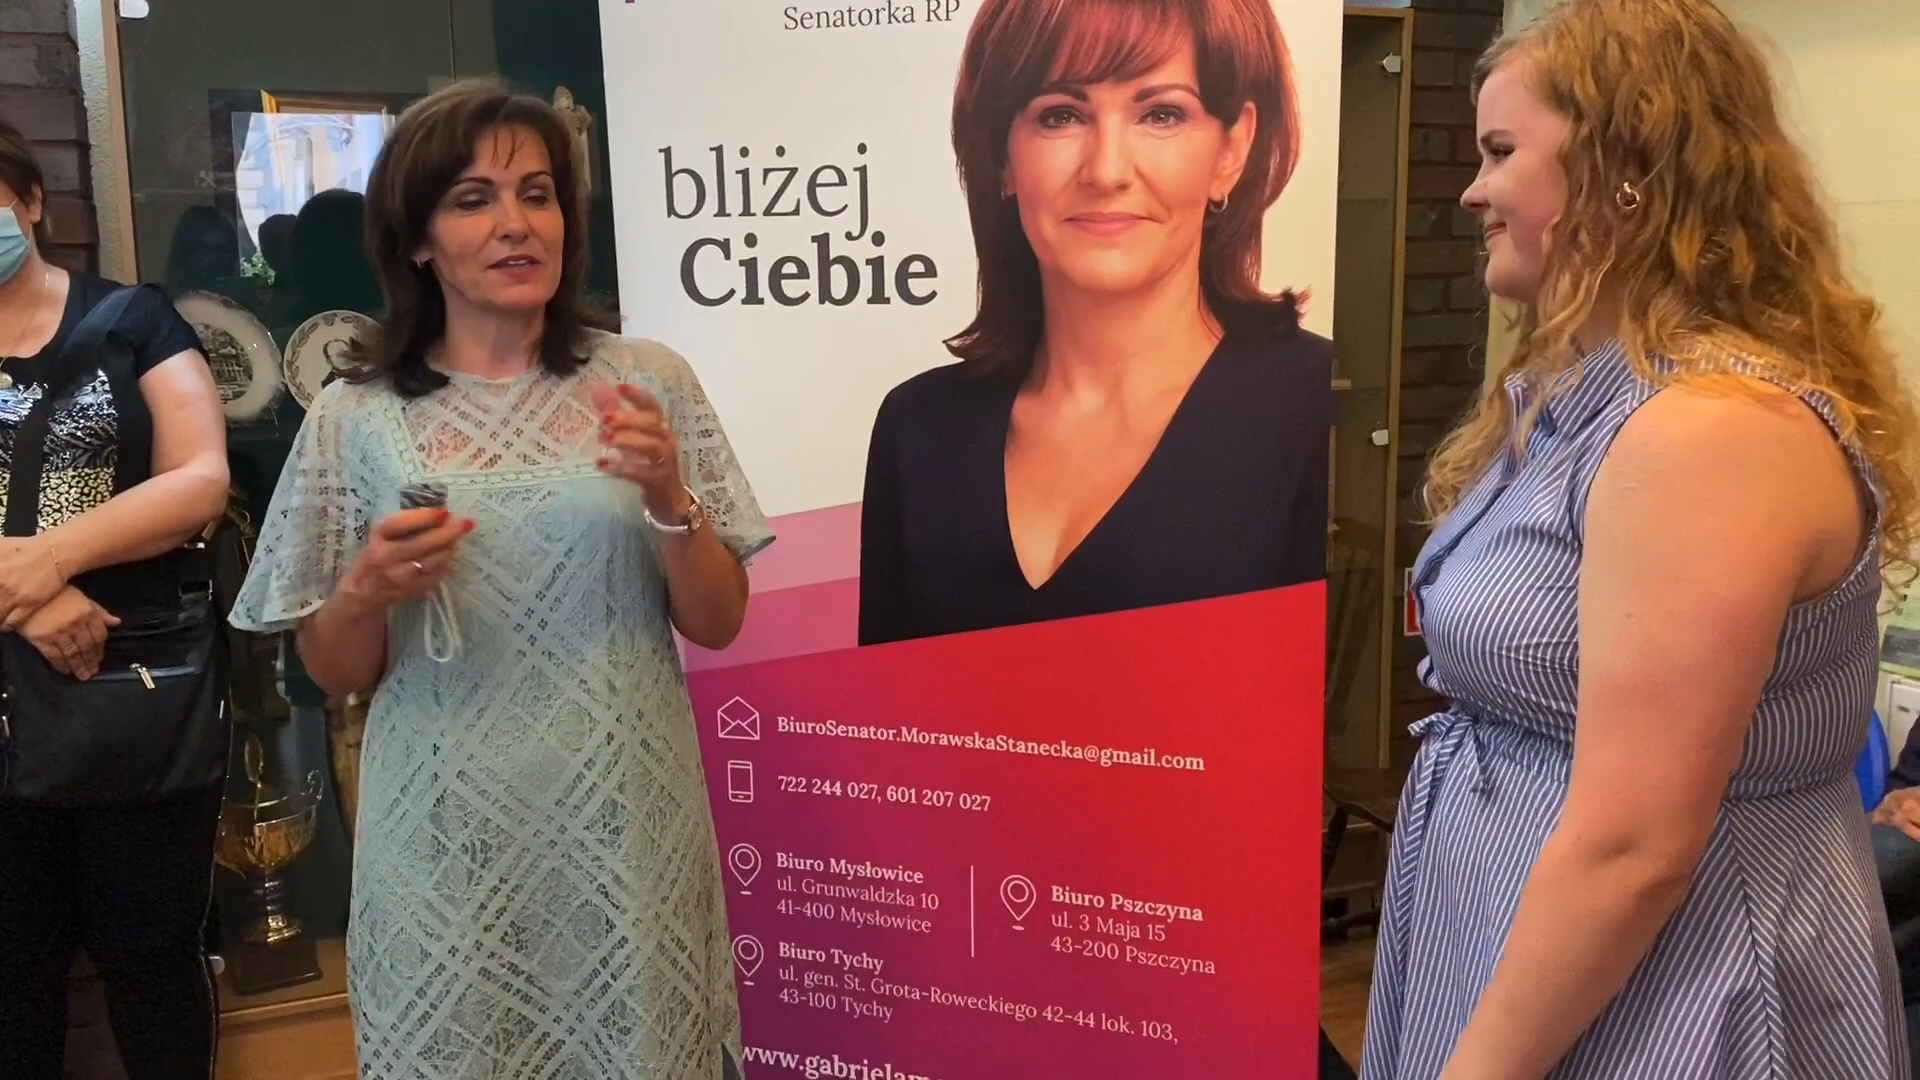 Senatorka RP
bliżej
Ciebie
BiuroSenator.MorawskaStanecka@gmail.com
722 244 027, 601 207 027
Biuro Mysłowice
ul. Grunwaldzka 10
41-400 Mysłowice
Biuro Pszczyna
ul. 3 Maja 15
43-200 Pszczyna
Biuro Tychy
ul. gen. St. Grota-Roweckiego 42-44 lok. 103,
43-100 Tychy